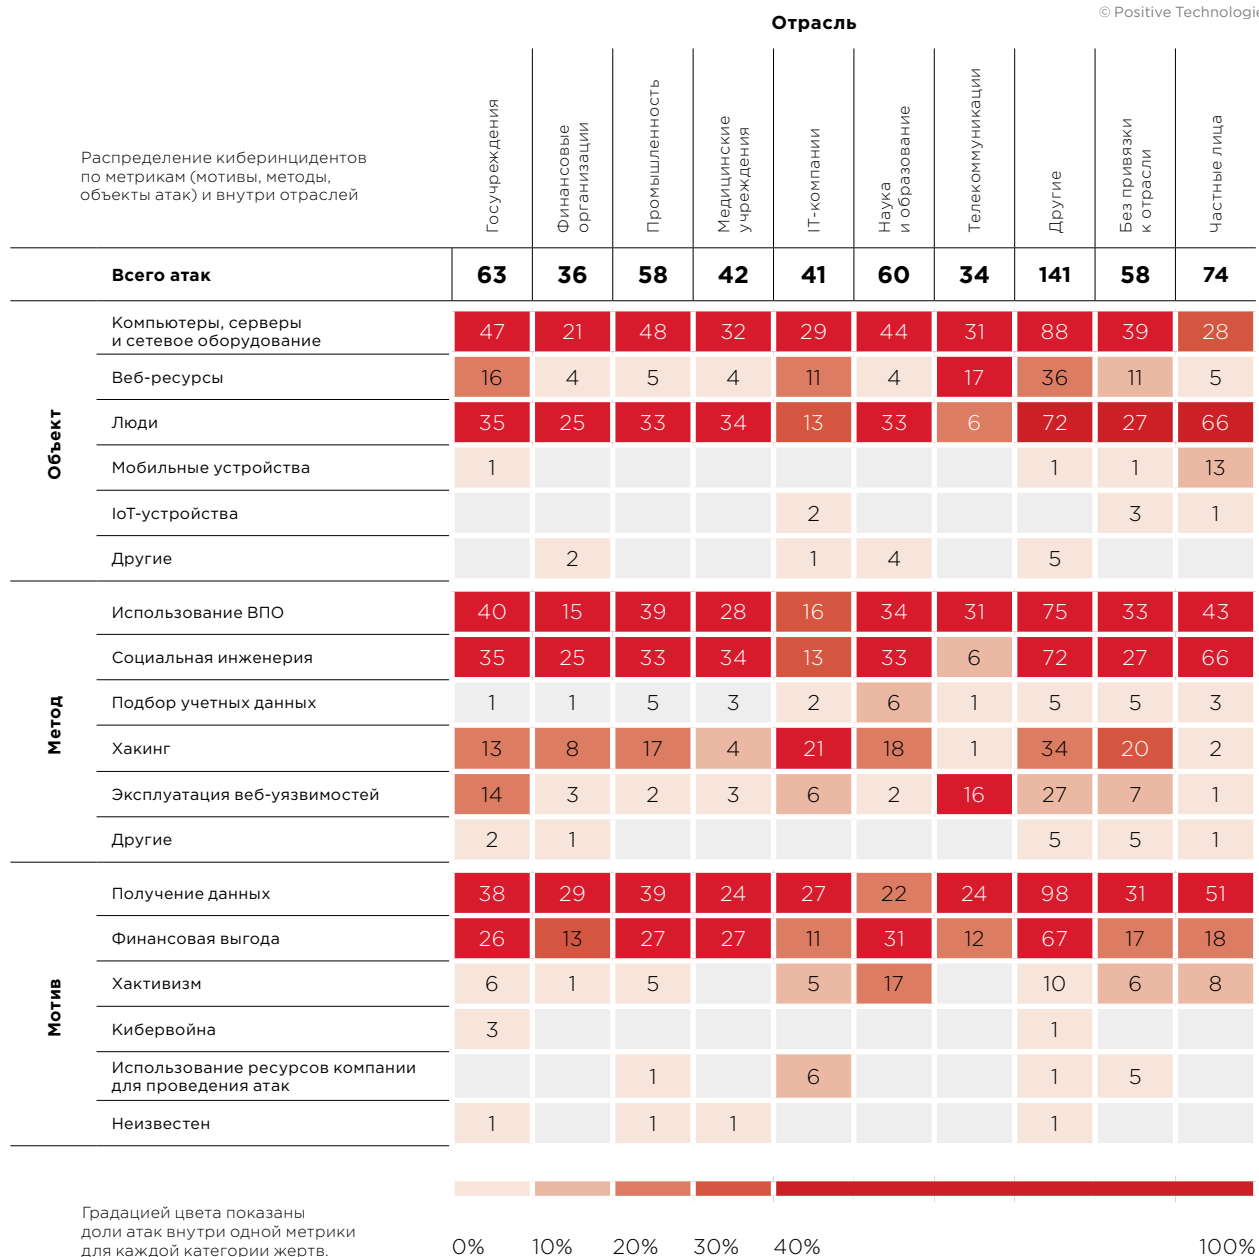 © Positive Technologie
Отрасль
Распределение киберинцидентов
по метрикам (мотивы, методы,
объекты атак) и внутри отраслей
Госучреждения
Финансовые
организации
Промышленность
Медицинские
учреждения
IT-компании
Наука
и образование
Телекоммуникации
Другие
Без привязки
к отрасли
Частные лица
Всего атак 63 36 58 42 41 60 34 141 58 74
Объект
Компьютеры, серверы
и сетевое оборудование 47 21 48 32 29 44 31 88 39 28
Веб-ресурсы 16 4 5 4 11 4 17 36 11 5
Люди 35 25 33 34 13 33 6 72 27 66
Мобильные устройства 1 1 1 13
IoT-устройства 2 3 1
Другие 2 1 4 5
Метод
Использование ВПО 40 15 39 28 16 34 31 75 33 43
Социальная инженерия 35 25 33 34 13 33 6 72 27 66
Подбор учетных данных 1 1 5 3 2 6 1 5 5 3
Хакинг 13 8 17 4 21 18 1 34 20 2
Эксплуатация веб-уязвимостей 14 3 2 3 6 2 16 27 7 1
Другие 2 1 5 5 1
Мотив
Получение данных 38 29 39 24 27 22 24 98 31 51
Финансовая выгода 26 13 27 27 11 31 12 67 17 18
Хактивизм 6 1 5 5 17 10 6 8
Кибервойна 3 1
Использование ресурсов компании
для проведения атак 1 6 1 5
Неизвестен 1 1 1 1
Градацией цвета показаны
доли атак внутри одной метрики
для каждой категории жертв.
0% 10% 20% 30% 40% 100%